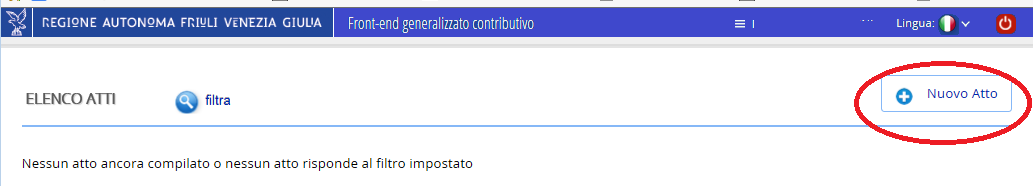 REGIONE AUTONOMA FRIULI VENEZIA GIULIA Front-end generalizzato contributivo Lingua:
ELENCO ATTI filtra Nuovo Atto
Nessun atto ancora compilato o nessun atto risponde al filtro impostato